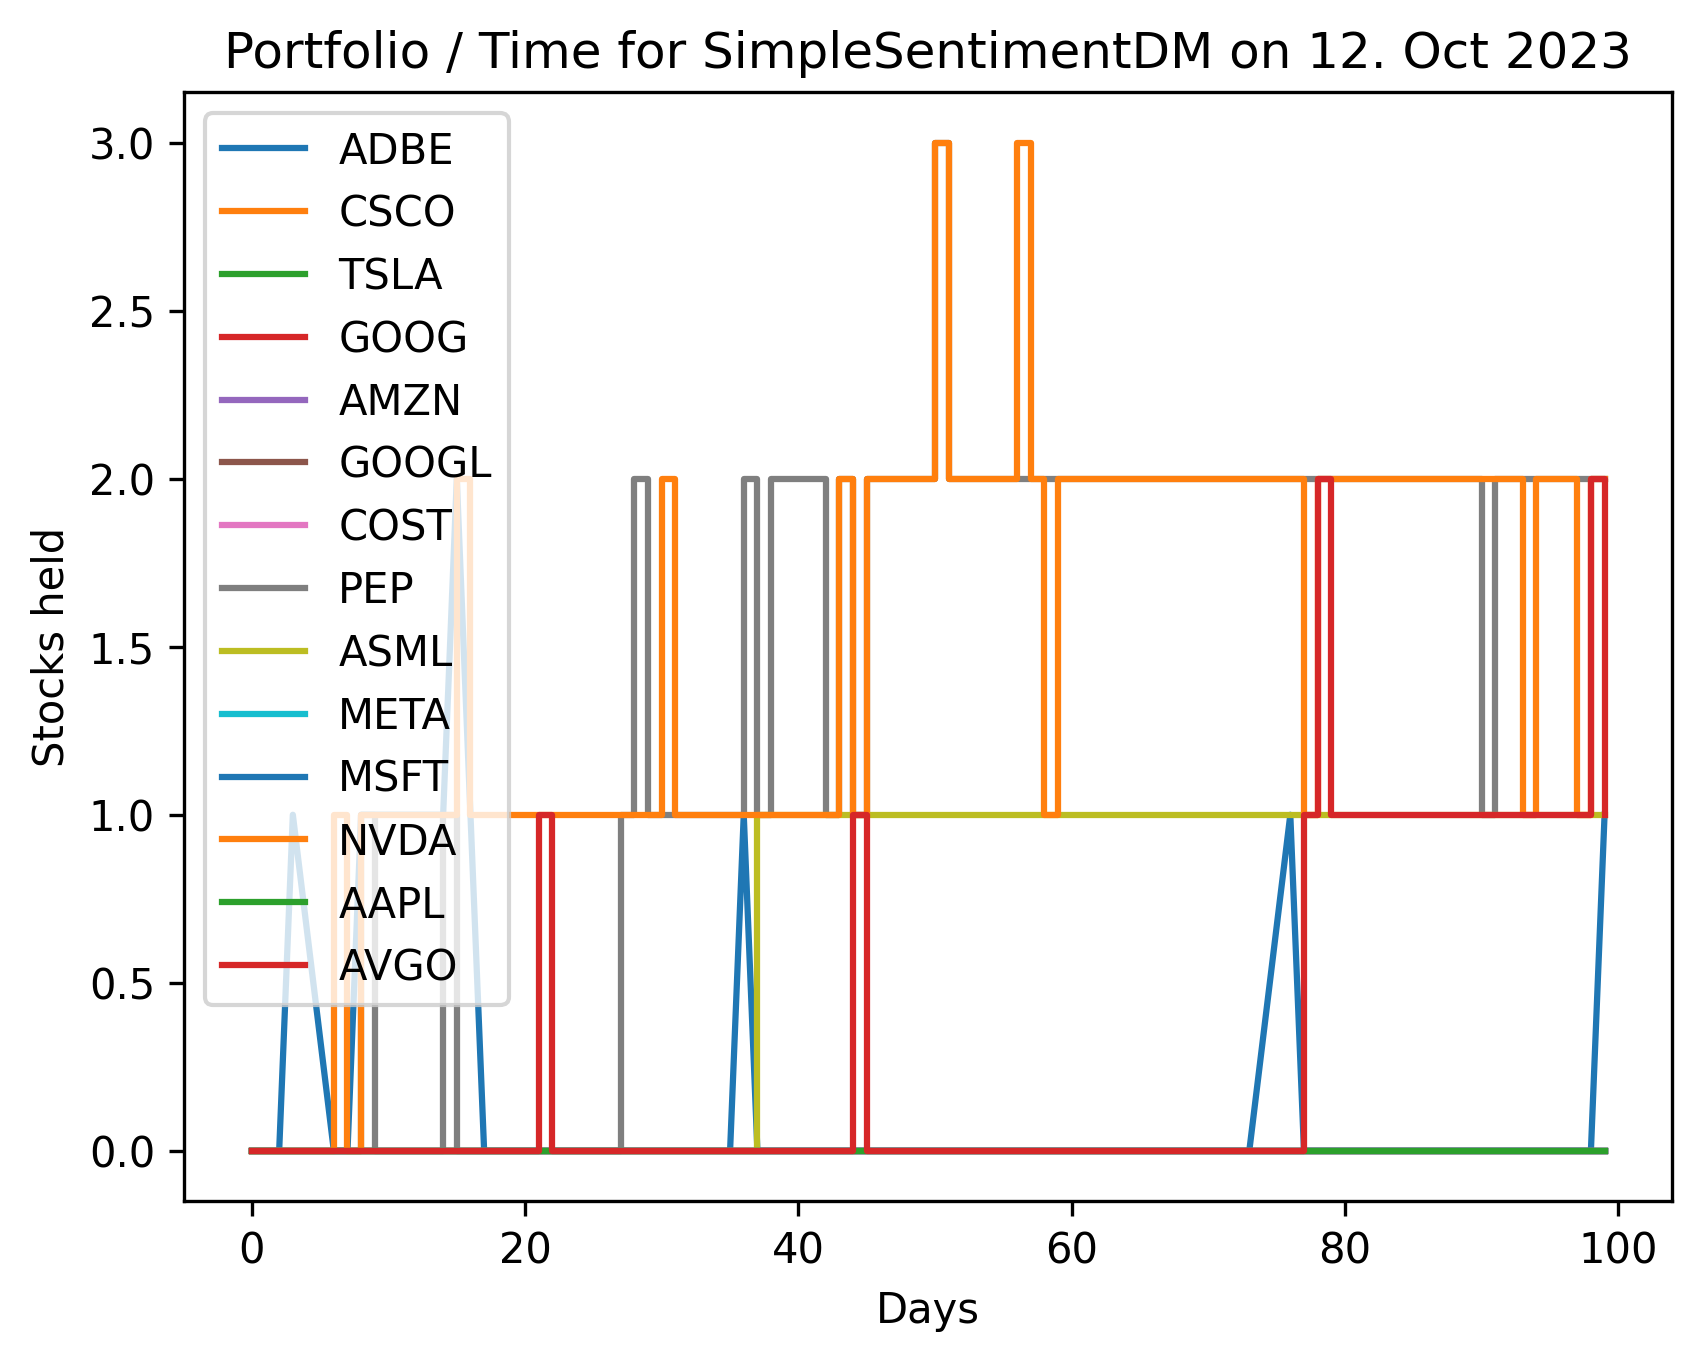 Portfolio / Time for SimpleSentimentDM on 12. Oct 2023
ADBE
CSCO
TSLA
GOOG
AMZN
GOOGL
COST
PEP
ASML
META
MSFT
NVDA
AAPL
AVGO
3.0
2.5
2.0
1.5
1.0
0.5
0.0
Stocks held
0 20 40 60 80 100
Days